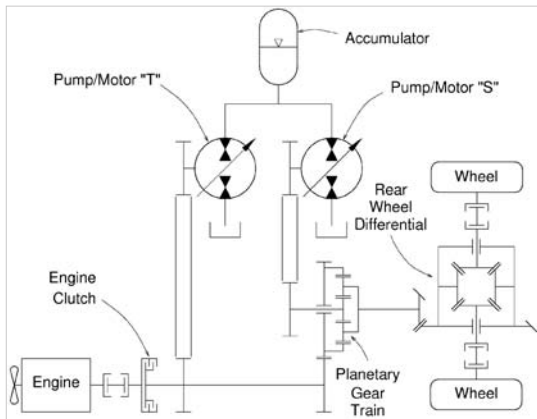 Accumulator
Pump/Motor "T"
Pump/Motor "S"
Wheel
Rear
Wheel
Differential
Engine
Clutch
Engine
Planetary
Gear
Train
Wheel